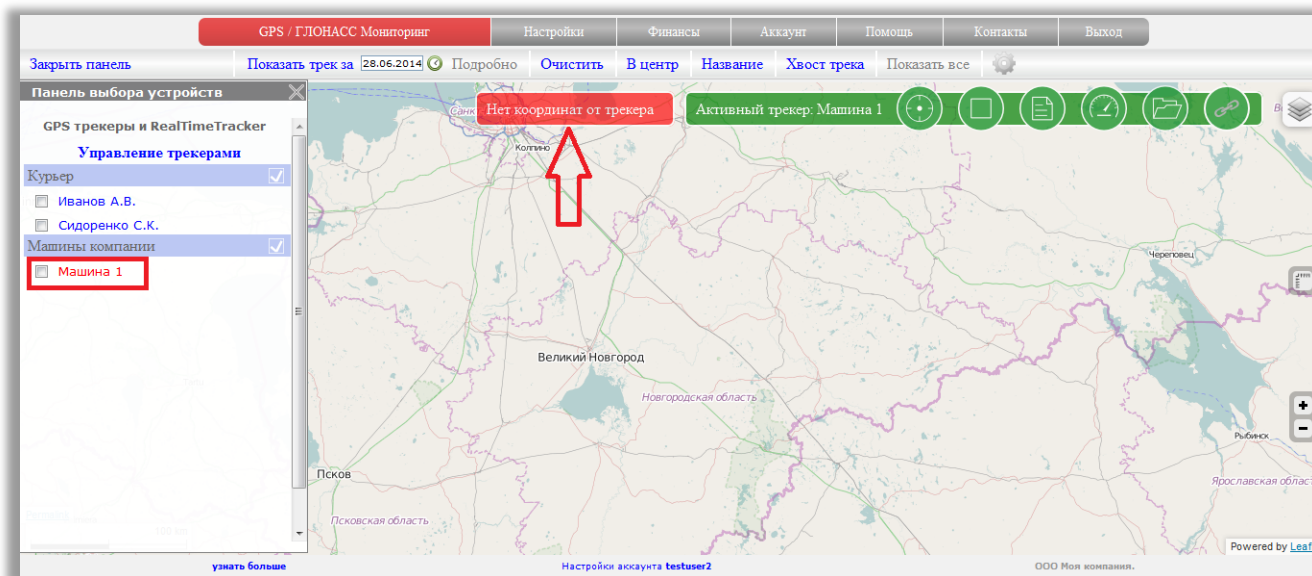 GPS / ГЛОНАСС Мониторинг Настройки Финансы Аккаунт Помощь Контакты Выход
Закрыть панель Показать трек за 28.06.2014 Подробно Очистить В центр Название Хвост трека Показать все
Панель выбора устройств
GPS трекеры и RealTimeTracker
Управление трекерами
Курьер
Иванов А.В.
Сидоренко С.К.
Машины компании
Машина 1
Нет координат от трекера
Активный трекер: Машина 1
Санк
Колпино
Череповец
Великий Новгород
Новгородская область
Рыбинск
Псков
Ярославская област
Псковская область
100 km
Powered by Leaf
узнать больше Настройки аккаунта testuser2 ООО Моя компания.